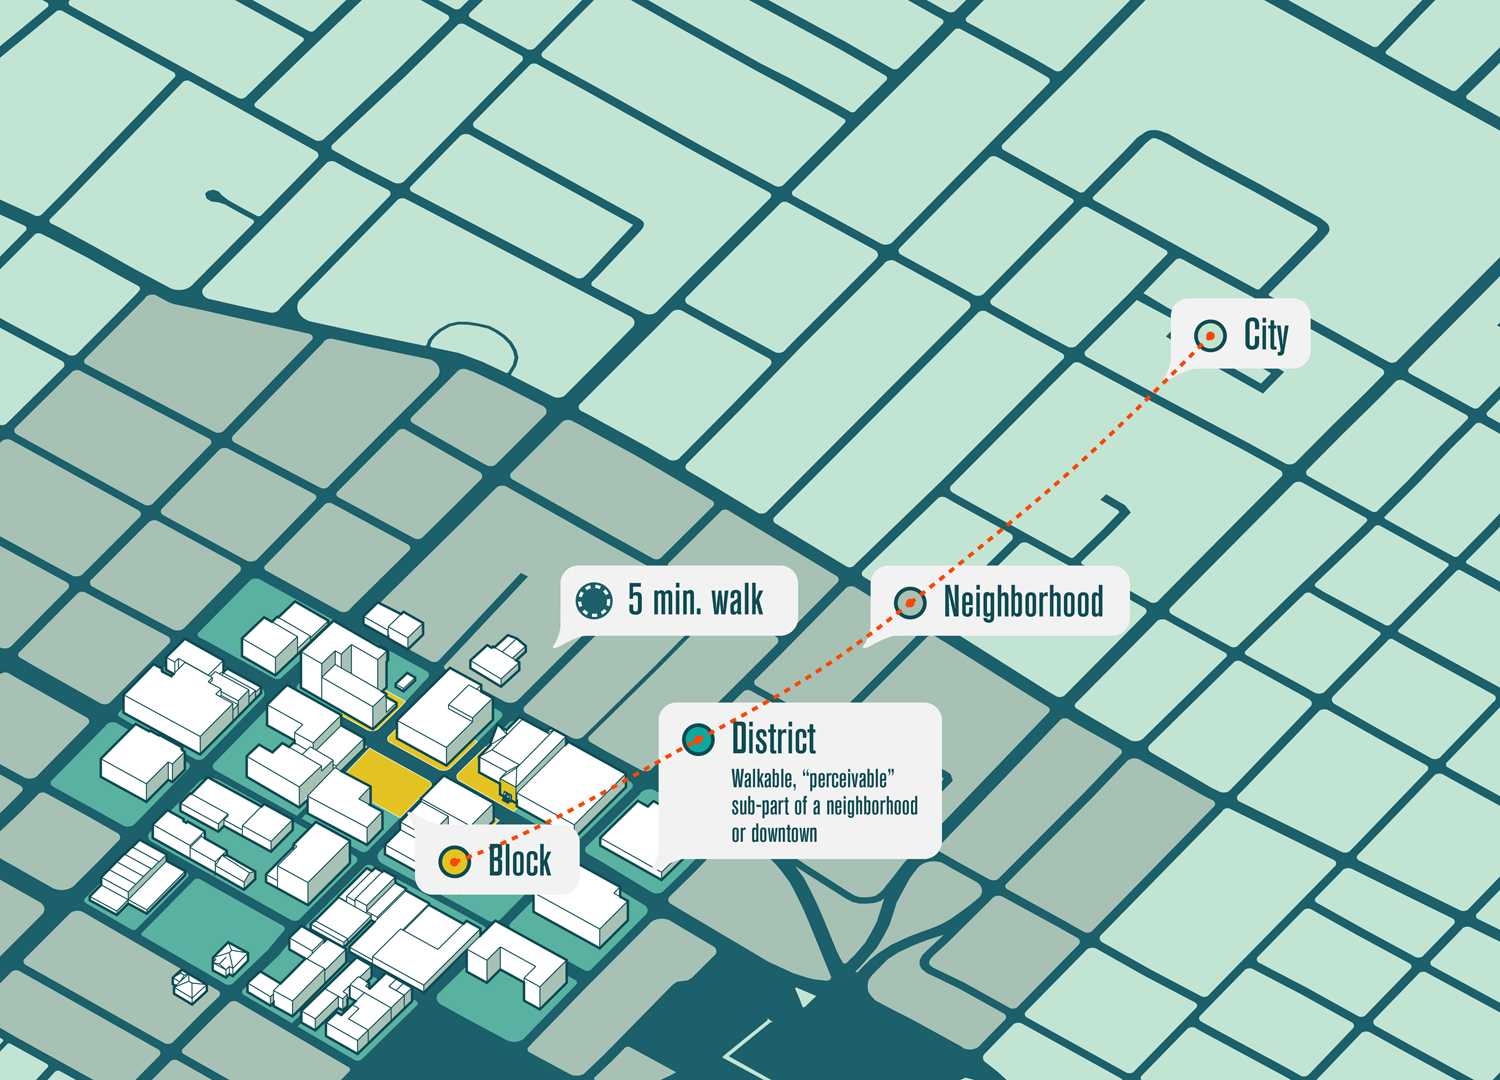 City
5 min. walk
Neighborhood
District
Walkable, “perceivable”
sub-part of a neighborhood
or downtown
Block